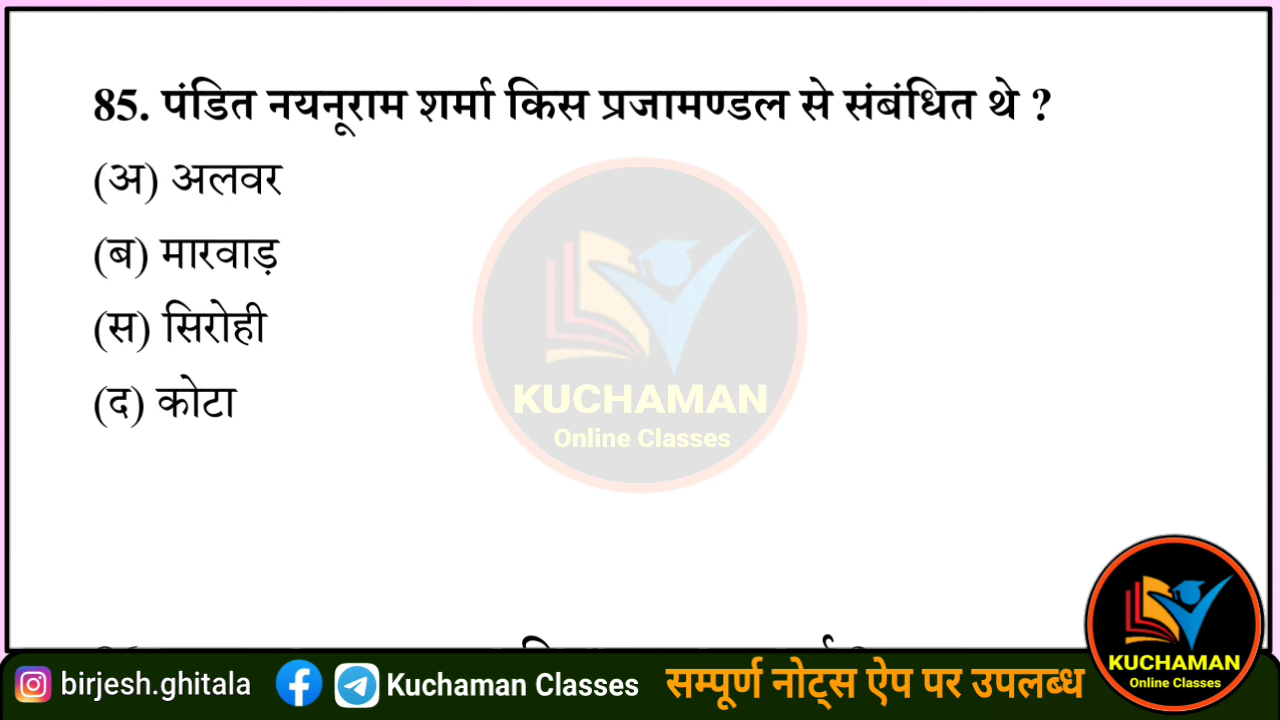 85. पंडित नयनूराम शर्मा किस प्रजामण्डल से संबंधित थे ?
(अ) अलवर
(ब) मारवाड़
(स) सिरोही
(द) कोटा
KUCHAMAN
Online Classes
KUCHAMAN
Online Classes
birjesh.ghitala
Kuchaman Classes
सम्पूर्ण नोट्स ऐप पर उपलब्ध